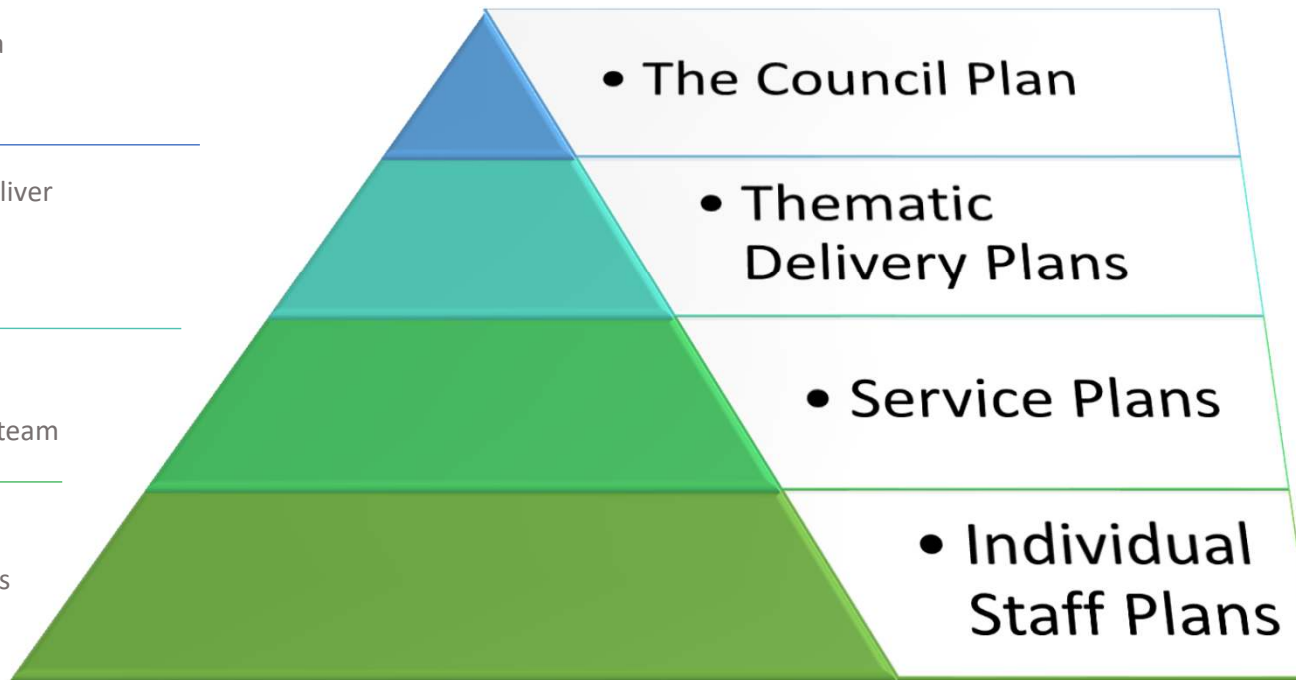 • The Council Plan
liver
• Thematic
Delivery Plans
team
• Service Plans
• Individual
Staff Plans